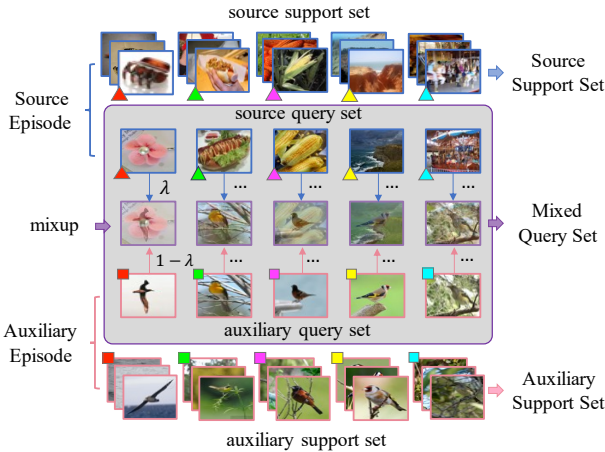 source support set
Source
Support Set
Source
Episode
source query set
λ
...
...
...
...
mixup
Mixed
Query Set
1 − λ
...
...
...
...
auxiliary query set
Auxiliary
Episode
Auxiliary
Support Set
auxiliary support set